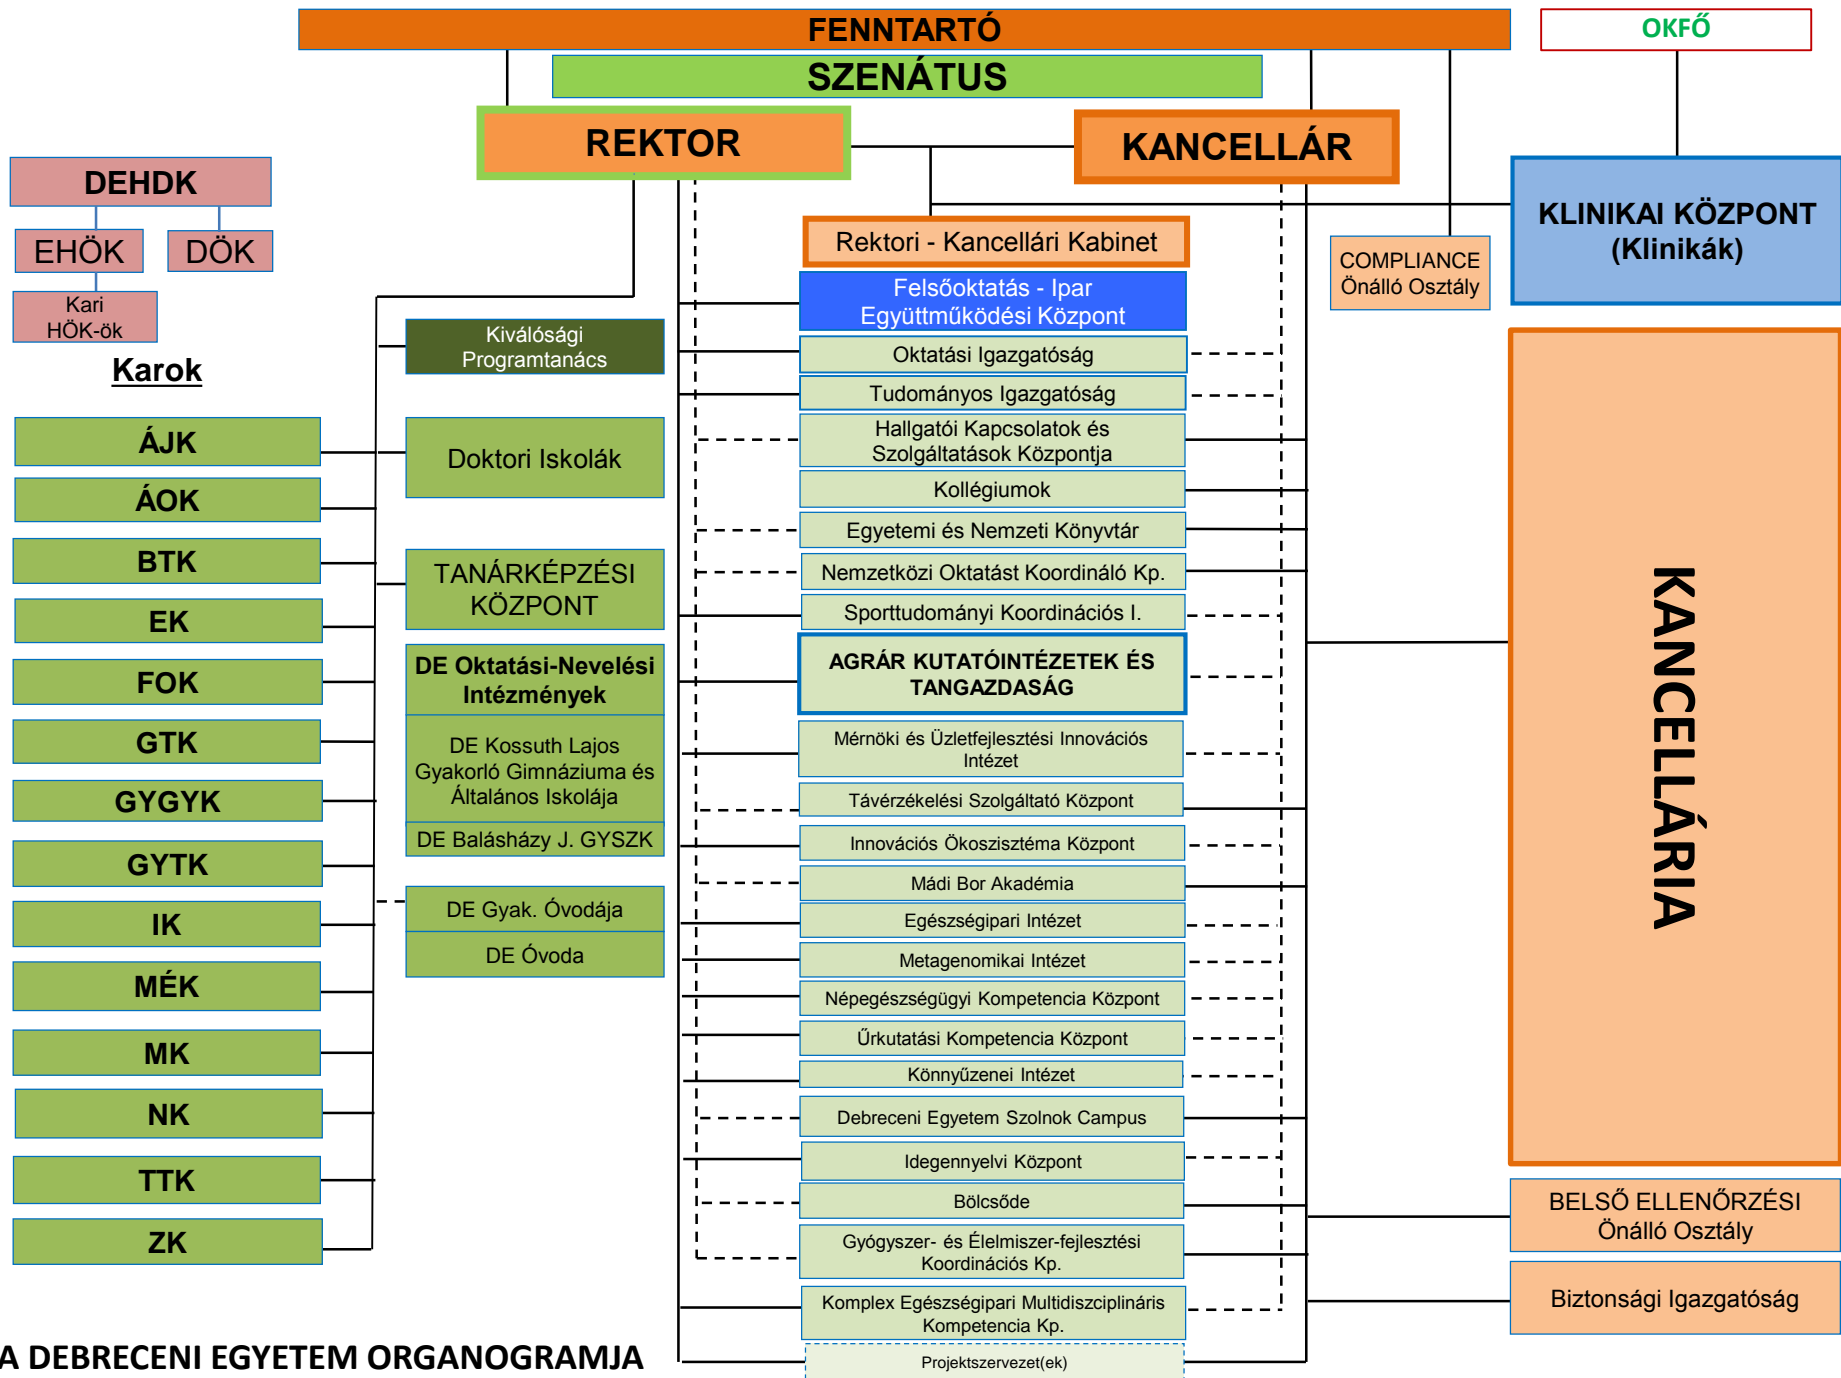 FENNTARTÓ
OKFŐ
SZENÁTUS
REKTOR
KANCELLÁR
DEHDK
EHÖK
DÖK
Kari
HÖK-ök
Karok
ÁJK
ÁOK
BTK
EK
FOK
GTK
GYGYK
GYTK
IK
MÉK
MK
NK
TTK
ZK
Kiválósági
Programtanács
Doktori Iskolák
TANÁRKÉPZÉSI
KÖZPONT
DE Oktatási-Nevelési
Intézmények
DE Kossuth Lajos
Gyakorló Gimnáziuma és
Általános Iskolája
DE Balásházy J. GYSZK
DE Gyak. Óvodája
DE Óvoda
Rektori - Kancellári Kabinet
Felsőoktatás - Ipar
Együttműködési Központ
Oktatási Igazgatóság
Tudományos Igazgatóság
Hallgatói Kapcsolatok és
Szolgáltatások Központja
Kollégiumok
Egyetemi és Nemzeti Könyvtár
Nemzetközi Oktatást Koordináló Kp.
Sporttudományi Koordinációs I.
AGRÁR KUTATÓINTÉZETEK ÉS
TANGAZDASÁG
Mérnöki és Üzletfejlesztési Innovációs
Intézet
Távérzékelési Szolgáltató Központ
Innovációs Ökoszisztéma Központ
Mádi Bor Akadémia
Egészségipari Intézet
Metagenomikai Intézet
Népegészségügyi Kompetencia Központ
Űrkutatási Kompetencia Központ
Könnyűzenei Intézet
Debreceni Egyetem Szolnok Campus
Idegennyelvi Központ
Bölcsőde
Gyógyszer- és Élelmiszer-fejlesztési
Koordinációs Kp.
Komplex Egészségipari Multidiszciplináris
Kompetencia Kp.
Projektszervezet(ek)
COMPLIANCE
Önálló Osztály
KLINIKAI KÖZPONT
(Klinikák)
KANCELLÁRIA
BELSŐ ELLENŐRZÉSI
Önálló Osztály
Biztonsági Igazgatóság
A DEBRECENI EGYETEM ORGANOGRAMJA